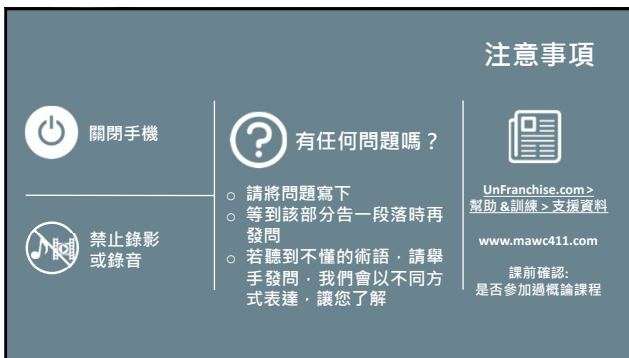 注意事項
關閉手機
禁止錄影
或錄音
有任何問題嗎？
○ 請將問題寫下
○ 等到該部分告一段落時再
發問
○ 若聽到不懂的術語，請舉
手發問，我們會以不同方
式表達，讓您了解
UnFranchise.com >
幫助 &訓練 > 支援資料
www.mawc411.com
課前確認:
是否參加過概論課程